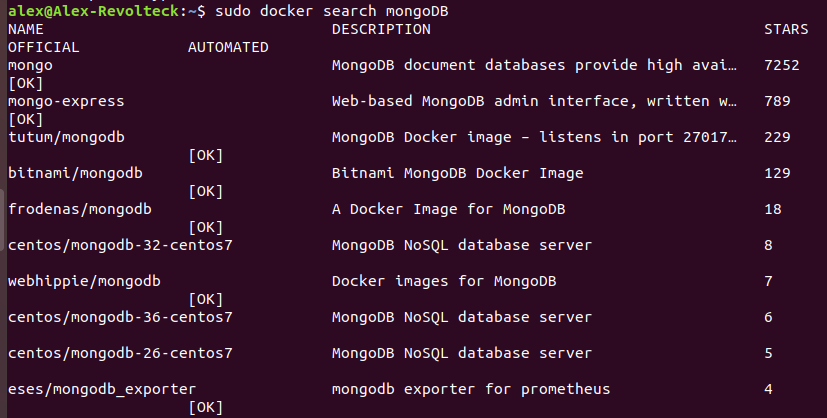 alex@Alex-Revolteck:~$ sudo docker search mongoDB
NAME DESCRIPTION STARS
OFFICIAL AUTOMATED
mongo MongoDB document databases provide high avai… 7252
[OK]
mongo-express Web-based MongoDB admin interface, written w… 789
[OK]
tutum/mongodb MongoDB Docker image – listens in port 27017… 229
[OK]
bitnami/mongodb Bitnami MongoDB Docker Image 129
[OK]
frodenas/mongodb A Docker Image for MongoDB 18
[OK]
centos/mongodb-32-centos7 MongoDB NoSQL database server 8
webhippie/mongodb Docker images for MongoDB 7
[OK]
centos/mongodb-36-centos7 MongoDB NoSQL database server 6
centos/mongodb-26-centos7 MongoDB NoSQL database server 5
eses/mongodb_exporter mongodb exporter for prometheus 4
[OK]